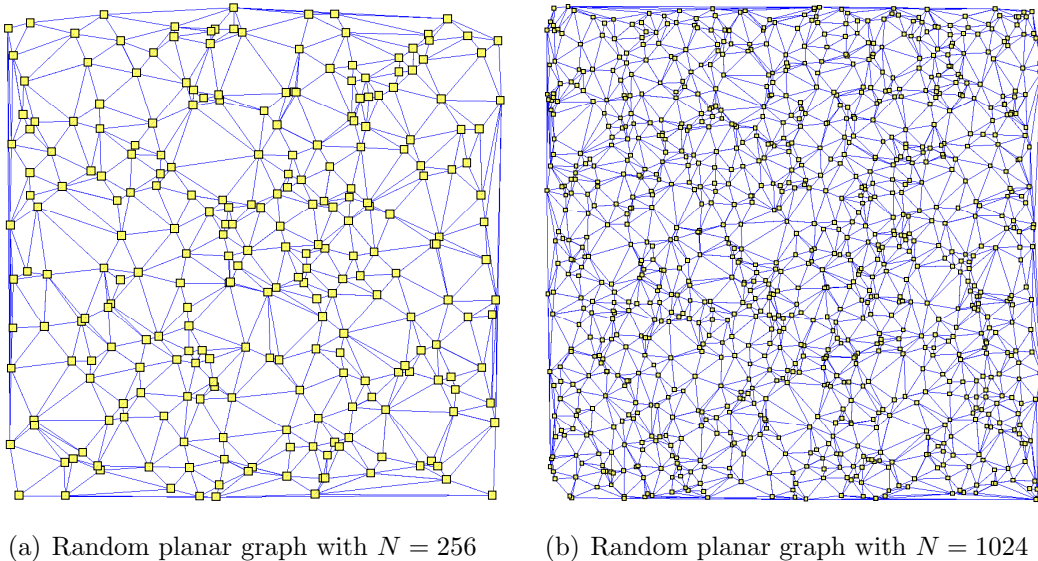 (a) Random planar graph with N = 256
(b) Random planar graph with N = 1024